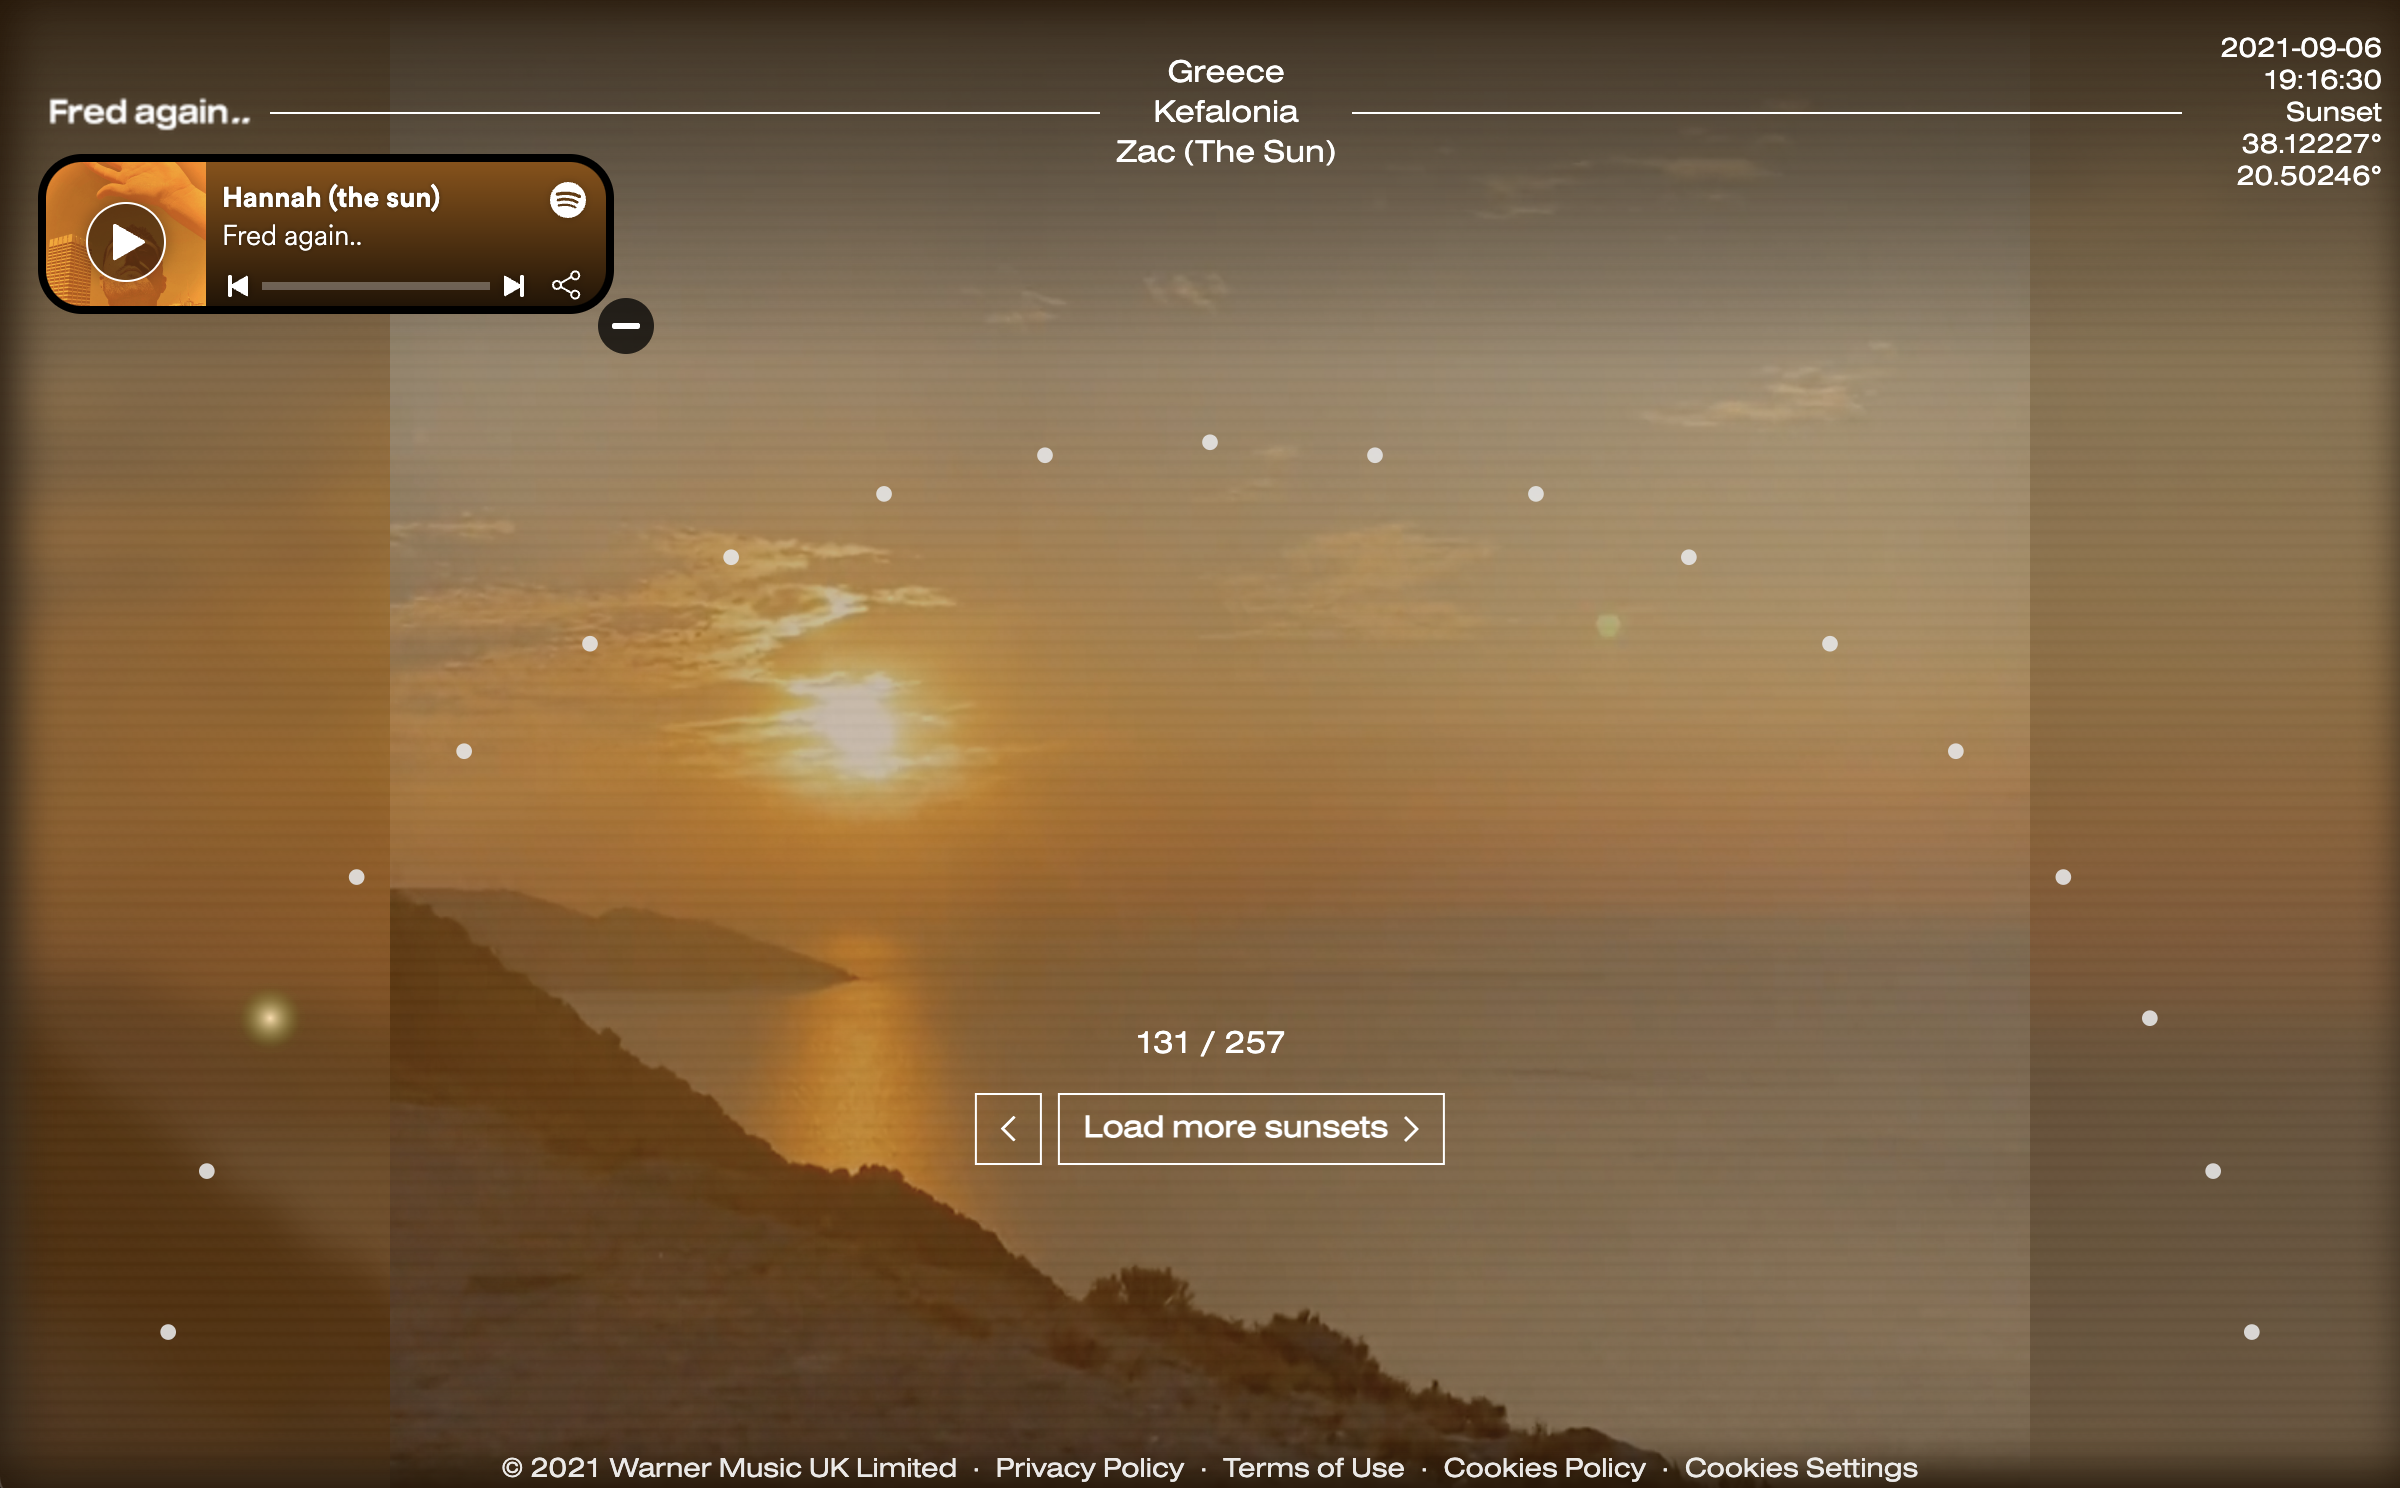 Fred again..
Greece
Kefalonia
Zac (The Sun)
2021-09-06
19:16:30
Sunset
38.12227°
20.50246°
Hannah (the sun)
Fred again..
131 / 257
Load more sunsets
© 2021 Warner Music UK Limited · Privacy Policy · Terms of Use · Cookies Policy · Cookies Settings